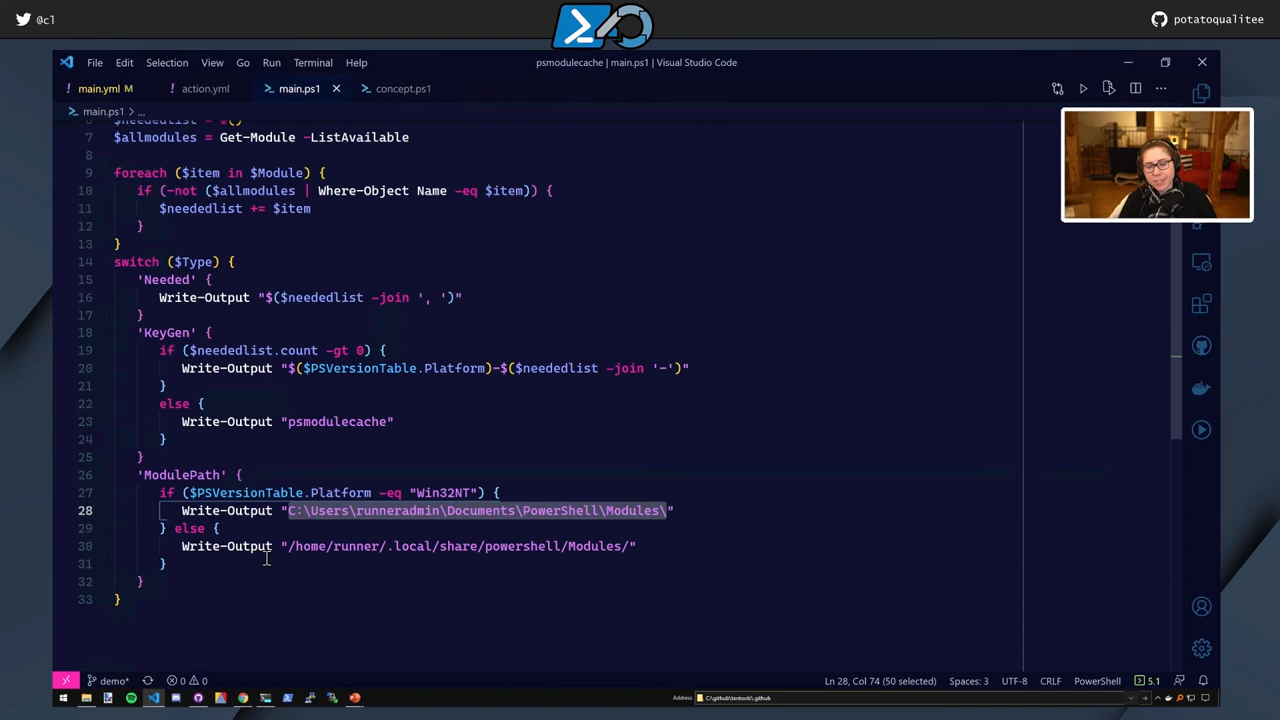 @cl
potatoqualitee
File Edit Selection View Go Run Terminal Help
psmodulecache | main.ps1 | Visual Studio Code
! main.yml M
! action.yml
main.ps1
concept.ps1
main.ps1 > ...
6 $neededlist = @()
7 $allmodules = Get-Module -ListAvailable
8
9 foreach ($item in $Module) {
10 if (-not ($allmodules | Where-Object Name -eq $item)) {
11 $neededlist += $item
12 }
13 }
14 switch ($Type) {
15 'Needed' {
16 Write-Output "$($neededlist -join ', ')"
17 }
18 'KeyGen' {
19 if ($neededlist.count -gt 0) {
20 Write-Output "$($PSVersionTable.Platform)-$($neededlist -join '-')"
21 }
22 else {
23 Write-Output "psmodulecache"
24 }
25 }
26 'ModulePath' {
27 if ($PSVersionTable.Platform -eq "Win32NT") {
28 Write-Output "C:\Users\runneradmin\Documents\PowerShell\Modules\"
29 } else {
30 Write-Output "/home/runner/.local/share/powershell/Modules/"
31 }
32 }
33 }
demo* 0 0 Ln 28, Col 74 (50 selected) Spaces: 3 UTF-8 CRLF PowerShell 5.1
Address C:\github\tentools\.github